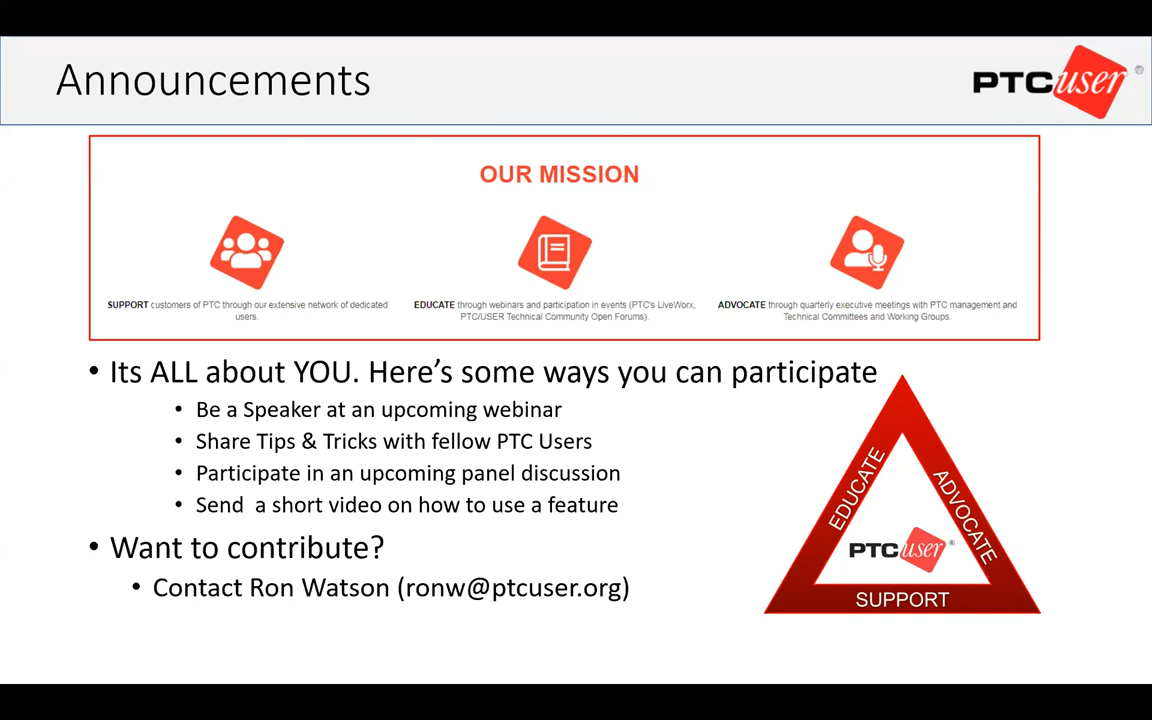 Announcements
PTCuser®
OUR MISSION
SUPPORT customers of PTC through our extensive network of dedicated
users.
EDUCATE through webinars and participation in events (PTC's LiveWorx,
PTC/USER Technical Community Open Forums).
ADVOCATE through quarterly executive meetings with PTC management and
Technical Committees and Working Groups.
• Its ALL about YOU. Here's some ways you can participate
• Be a Speaker at an upcoming webinar
• Share Tips & Tricks with fellow PTC Users
• Participate in an upcoming panel discussion
• Send  a short video on how to use a feature
• Want to contribute?
• Contact Ron Watson (ronw@ptcuser.org)
EDUCATE
ADVOCATE
PTCuser®
SUPPORT